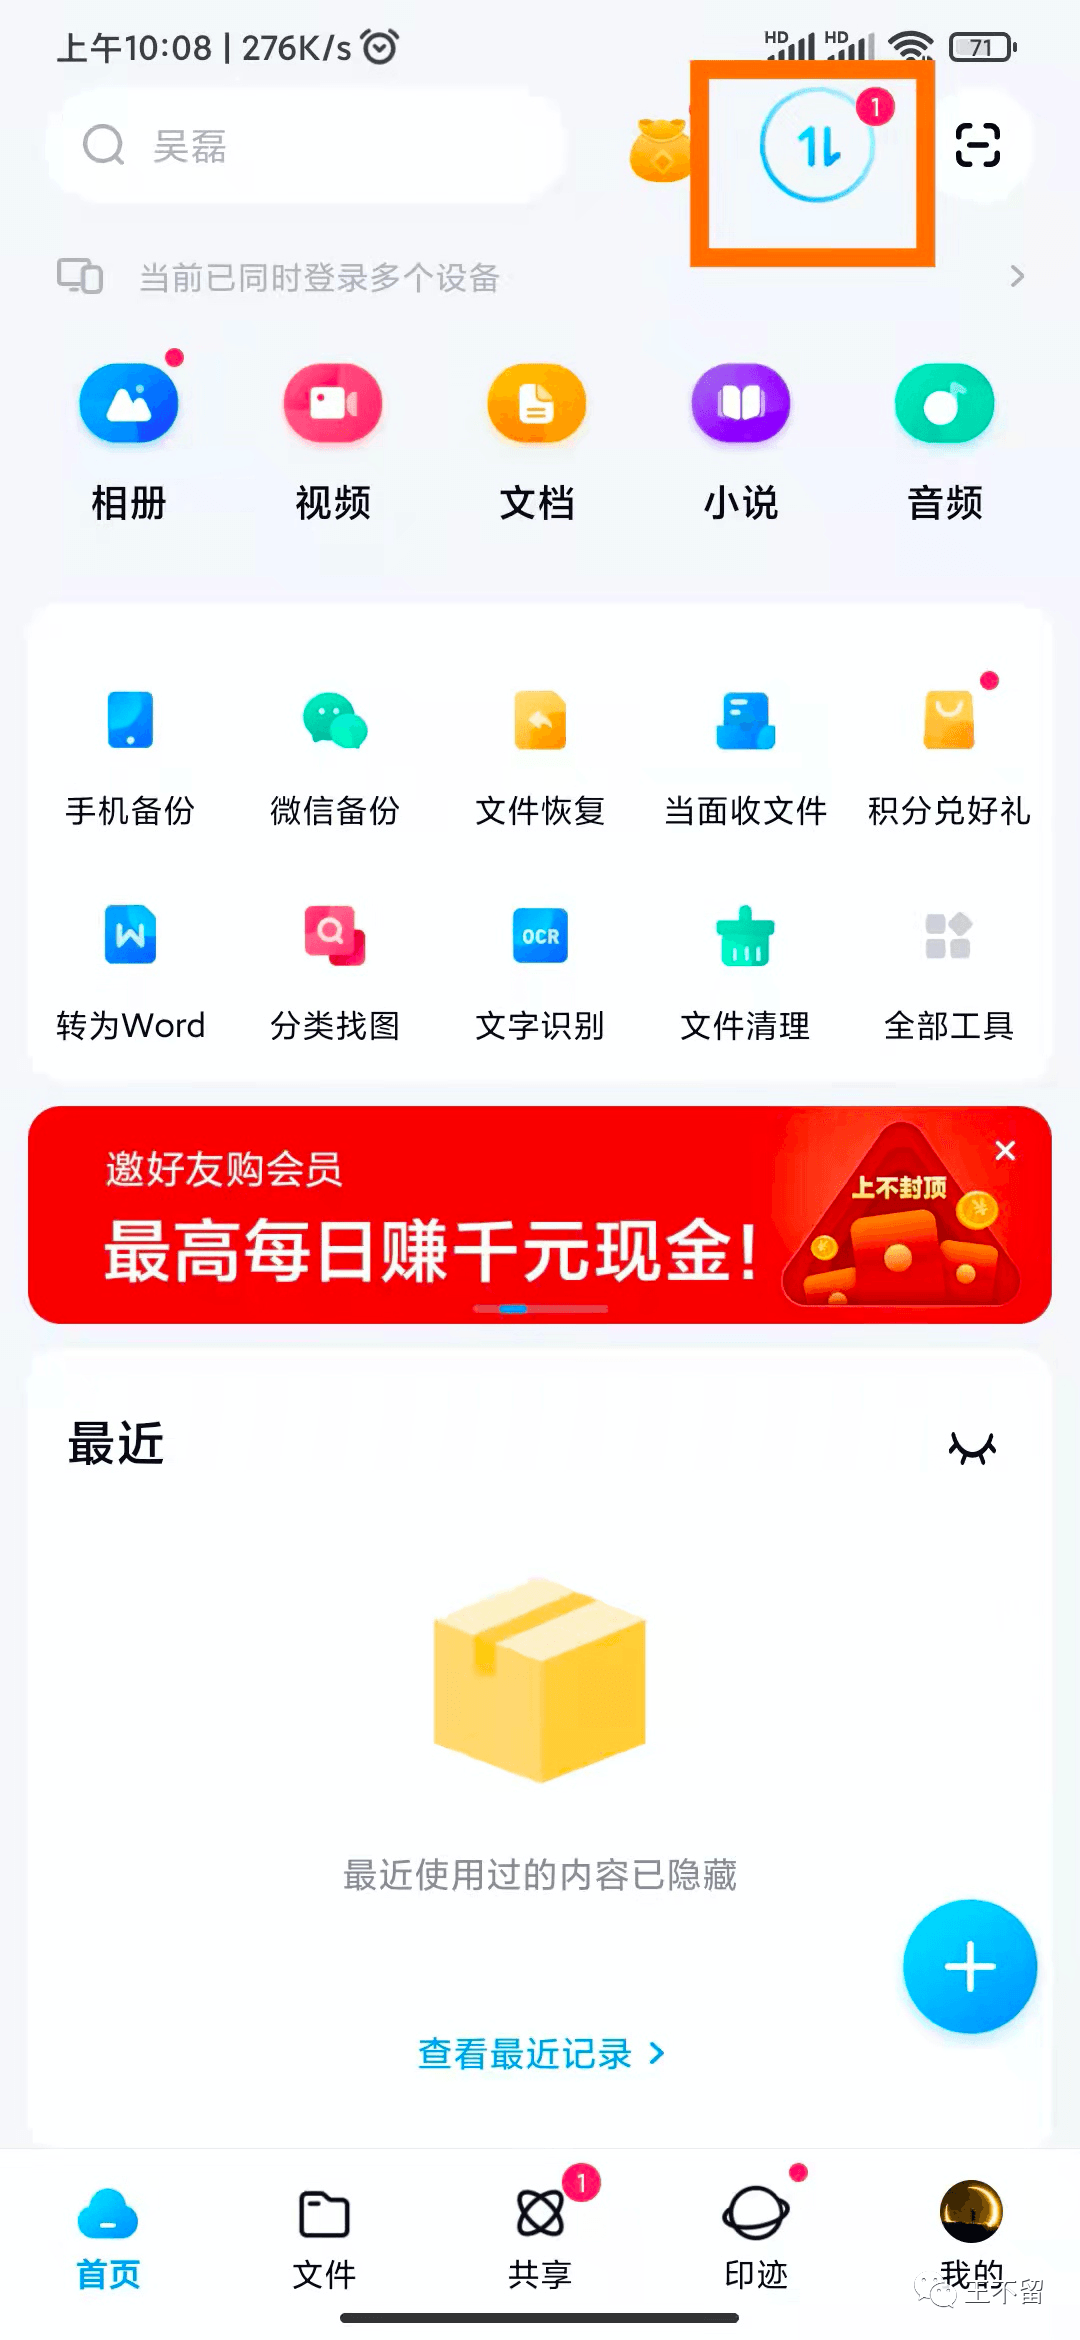 上午10:08 | 276K/s
HD HD 71
吴磊
1
当前已同时登录多个设备
相册 视频 文档 小说 音频
手机备份 微信备份 文件恢复 当面收文件 积分兑好礼
OCR
转为Word 分类找图 文字识别 文件清理 全部工具
邀好友购会员
最高每日赚千元现金!
上不封顶
最近
最近使用过的内容已隐藏
查看最近记录
1
首页 文件 共享 印迹 我的
王不留